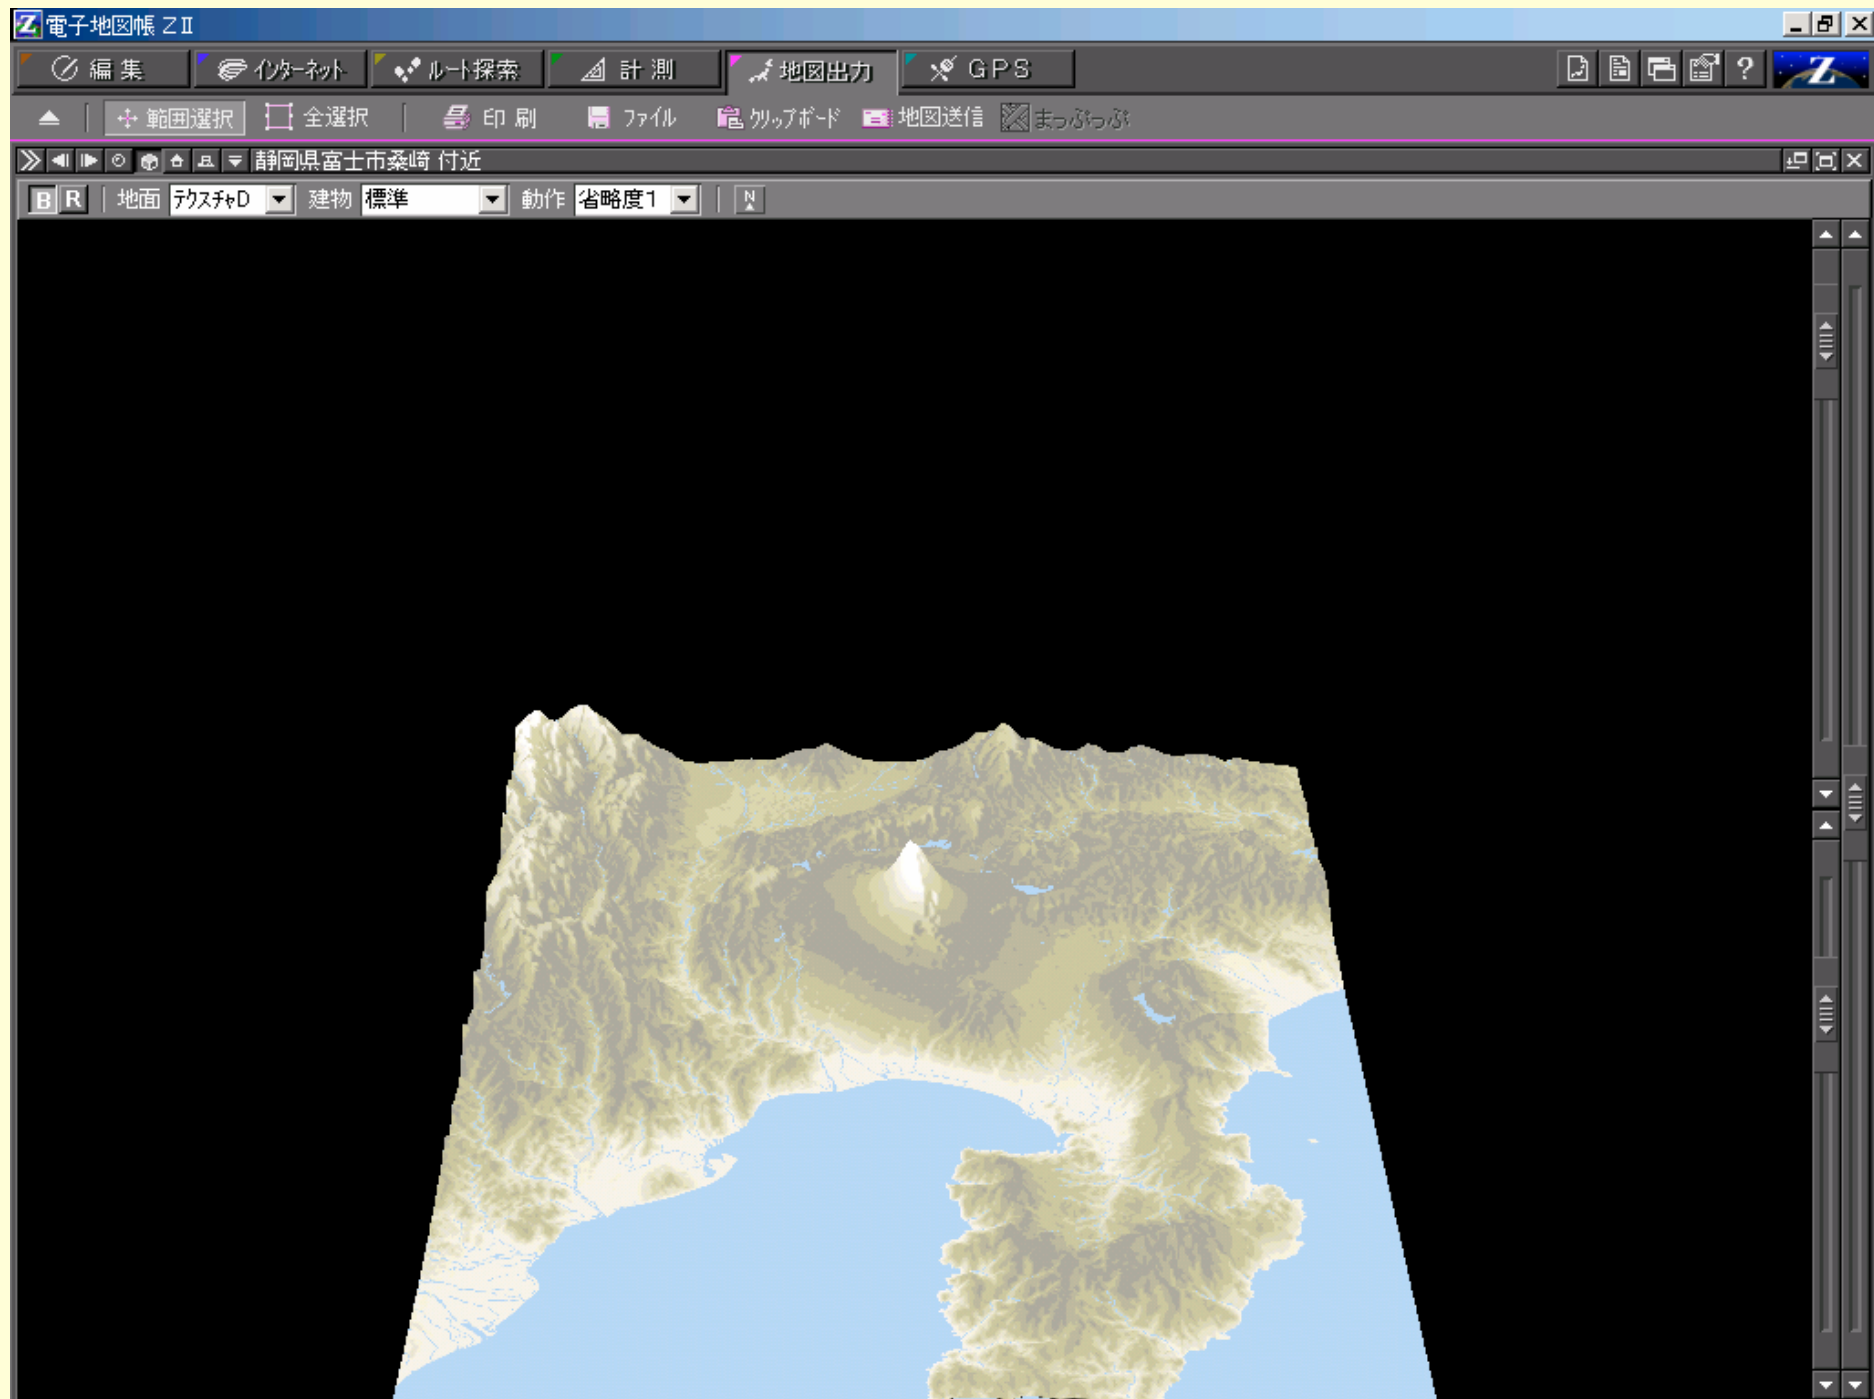 電子地図帳 ZⅡ
編集 インターネット ルート探索 計測 地図出力 GPS ? Z
範囲選択 全選択 印刷 ファイル クリップボード 地図送信 まっぷっぷ
静岡県富士市桑崎 付近
B R 地面 テクスチャD 建物 標準 動作 省略度1 N